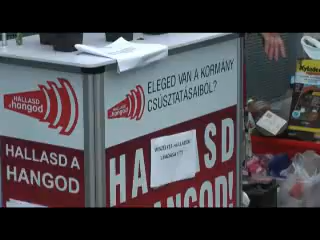 HALLASD
a HANGOD
HALLASD A
HANGOD
HALLASD
a HANGOD
ELEGED VAN A KORMÁNY
CSÚSZTATÁSAIBÓL?
HALLASD
HANGOD!